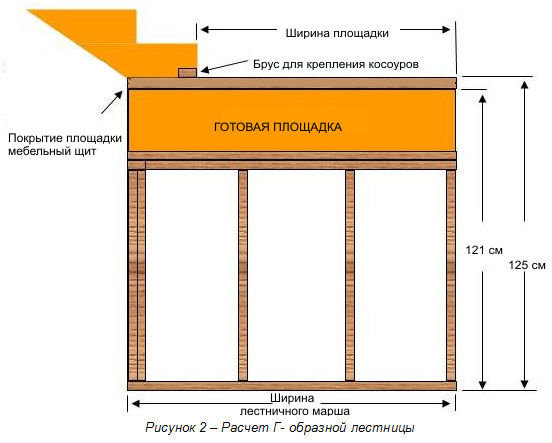 Ширина площадки
Брус для крепления косоуров
ГОТОВАЯ ПЛОЩАДКА
Покрытие площадки
мебельный щит
121 см
125 см
Ширина
лестничного марша
Рисунок 2 – Расчет Г- образной лестницы